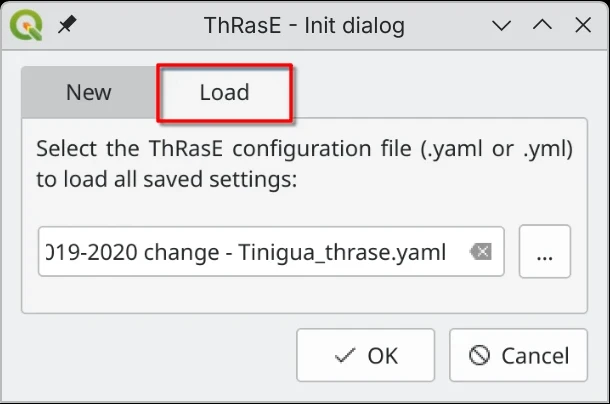 ThRasE - Init dialog
New
Load
Select the ThRasE configuration file (.yaml or .yml)
to load all saved settings:
019-2020 change - Tinigua_thrase.yaml
...
OK
Cancel